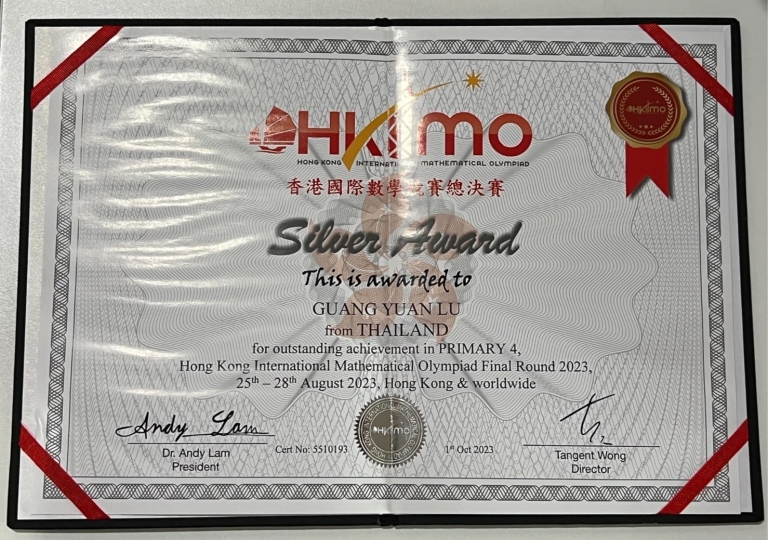 HKIMO
HONG KONG INTERNATIONAL MATHEMATICAL OLYMPIAD
香港國際數學競賽總決賽
HKIMO
Silver Award
This is awarded to
GUANG YUAN LU
from THAILAND
for outstanding achievement in PRIMARY 4,
Hong Kong International Mathematical Olympiad Final Round 2023,
25th – 28th August 2023, Hong Kong & worldwide
Andy Lam
Dr. Andy Lam
President
Cert No: 5510193
HKIMO
1st Oct 2023
Tangent Wong
Director